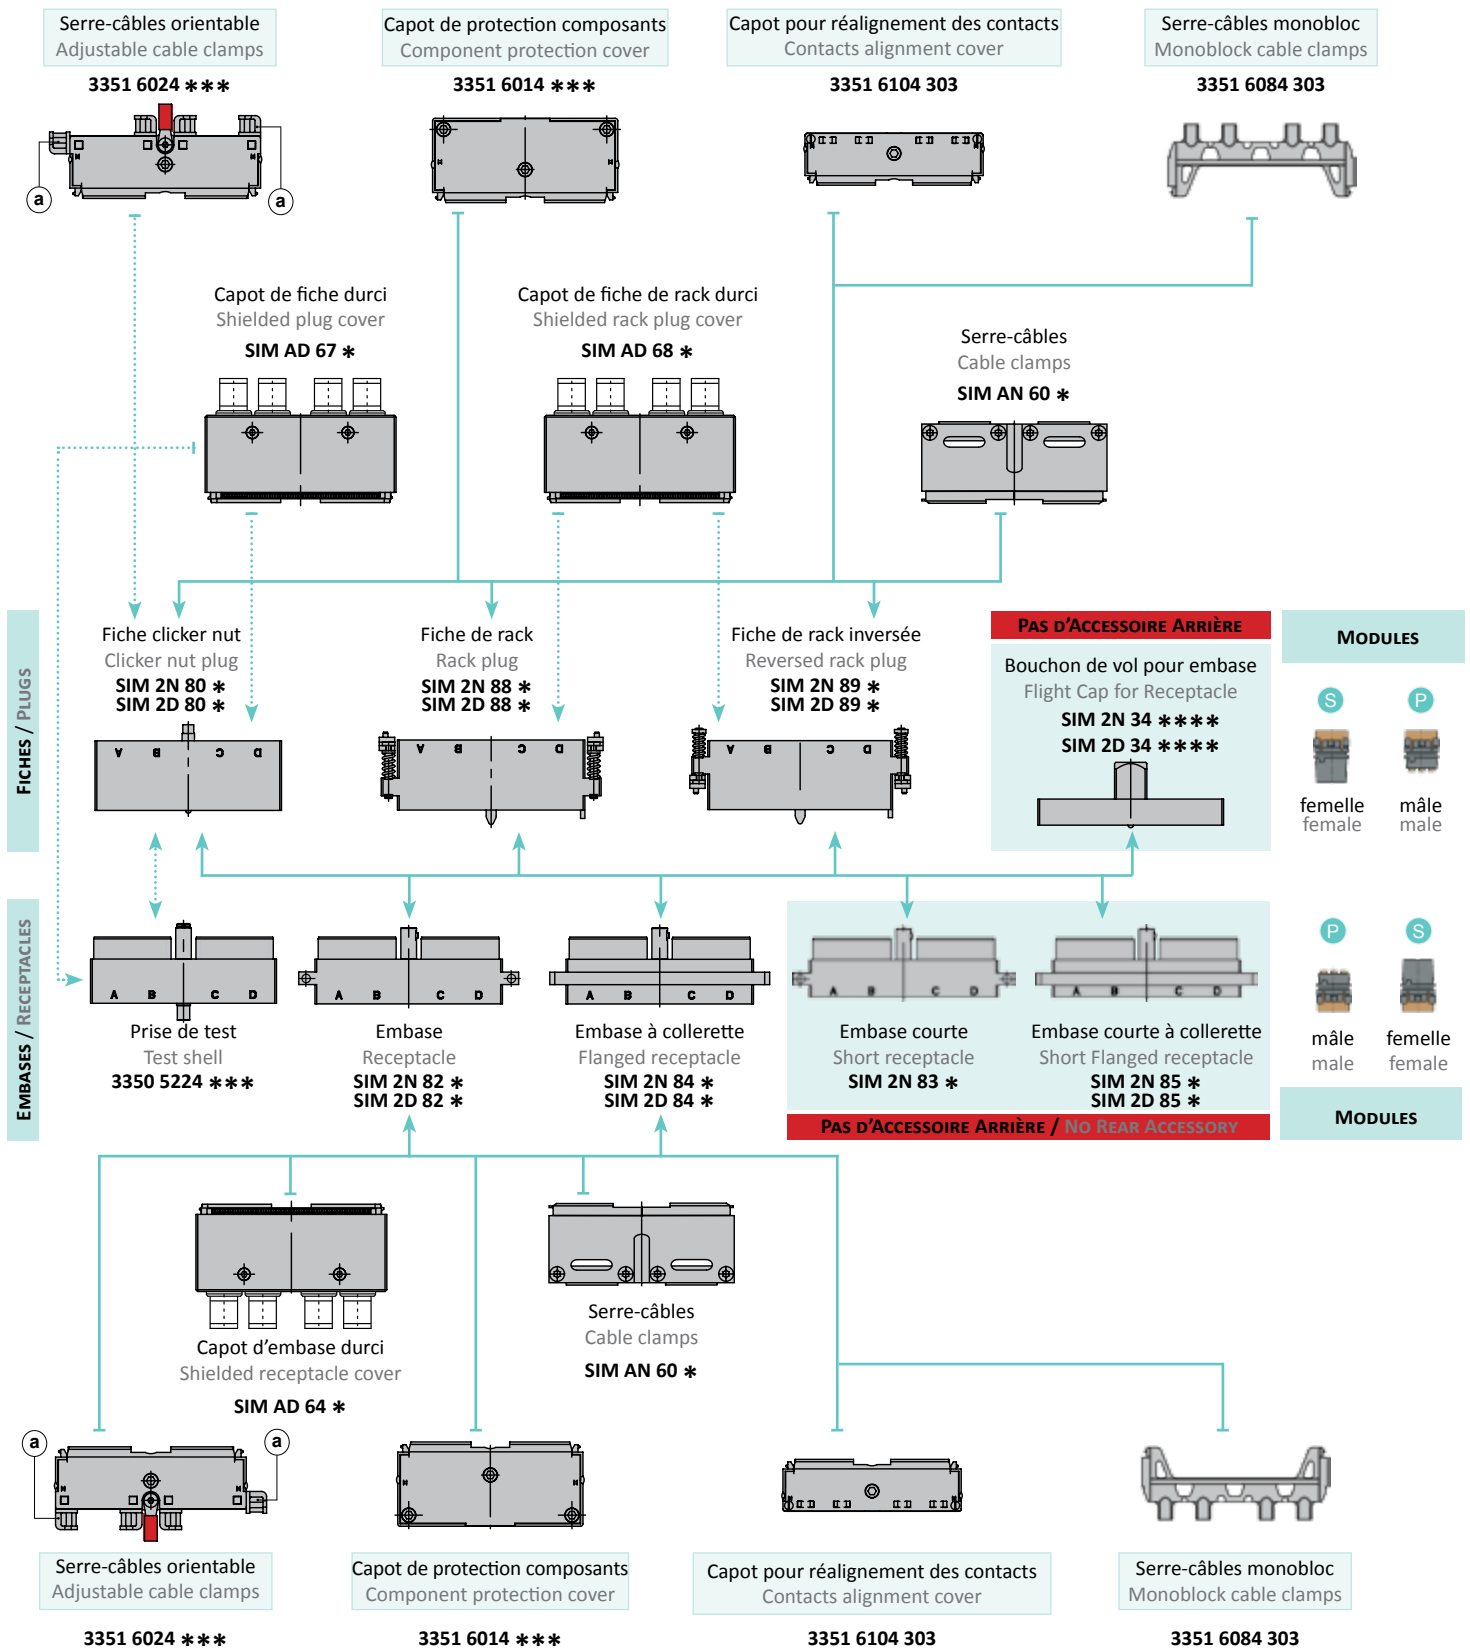 Serre-câbles orientable
Adjustable cable clamps
3351 6024 ***
Capot de protection composants
Component protection cover
3351 6014 ***
Capot pour réalignement des contacts
Contacts alignment cover
3351 6104 303
Serre-câbles monobloc
Monoblock cable clamps
3351 6084 303
a
a
Capot de fiche durci
Shielded plug cover
SIM AD 67 *
Capot de fiche de rack durci
Shielded rack plug cover
SIM AD 68 *
Serre-câbles
Cable clamps
SIM AN 60 *
FICHES / PLUGS
Fiche clicker nut
Clicker nut plug
SIM 2N 80 *
SIM 2D 80 *
A B C D
Fiche de rack
Rack plug
SIM 2N 88 *
SIM 2D 88 *
A B C D
Fiche de rack inversée
Reversed rack plug
SIM 2N 89 *
SIM 2D 89 *
A B C D
PAS D'ACCESSOIRE ARRIÈRE
Bouchon de vol pour embase
Flight Cap for Receptacle
SIM 2N 34 ****
SIM 2D 34 ****
MODULES
S
P
femelle
female
mâle
male
EMBASES / RECEPTACLES
A B C D
Prise de test
Test shell
3350 5224 ***
A B C D
Embase
Receptacle
SIM 2N 82 *
SIM 2D 82 *
A B C D
Embase à collerette
Flanged receptacle
SIM 2N 84 *
SIM 2D 84 *
A B C D
Embase courte
Short receptacle
SIM 2N 83 *
A B C D
Embase courte à collerette
Short Flanged receptacle
SIM 2N 85 *
SIM 2D 85 *
PAS D'ACCESSOIRE ARRIÈRE / NO REAR ACCESSORY
P
S
mâle
male
femelle
female
MODULES
Capot d'embase durci
Shielded receptacle cover
SIM AD 64 *
Serre-câbles
Cable clamps
SIM AN 60 *
a
a
Serre-câbles orientable
Adjustable cable clamps
3351 6024 ***
Capot de protection composants
Component protection cover
3351 6014 ***
Capot pour réalignement des contacts
Contacts alignment cover
3351 6104 303
Serre-câbles monobloc
Monoblock cable clamps
3351 6084 303